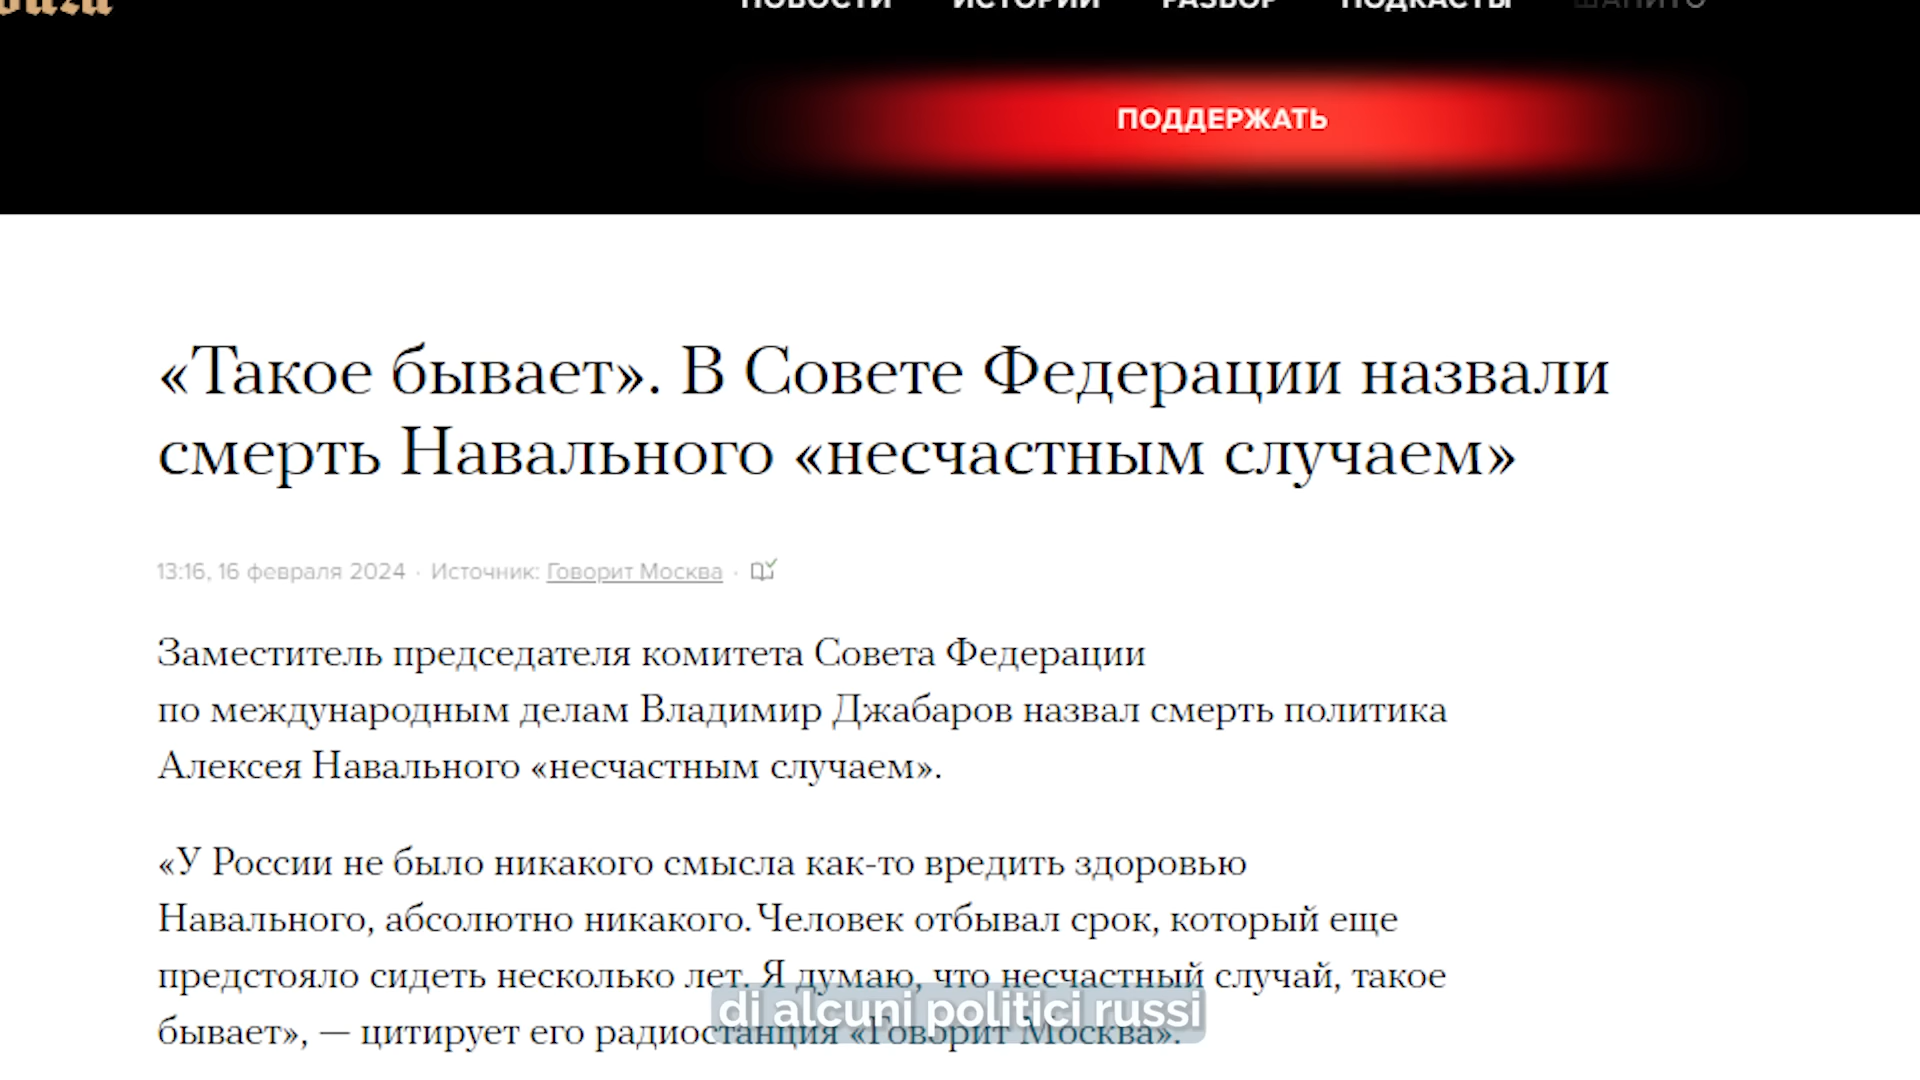 НОВОСТИ ИСТОРИИ РАЗБОР ПОДКАСТЫ ШАПИТО
ПОДДЕРЖАТЬ
«Такое бывает». В Совете Федерации назвали
смерть Навального «несчастным случаем»
13:16, 16 февраля 2024 · Источник: Говорит Москва ·
Заместитель председателя комитета Совета Федерации
по международным делам Владимир Джабаров назвал смерть политика
Алексея Навального «несчастным случаем».
«У России не было никакого смысла как-то вредить здоровью
Навального, абсолютно никакого. Человек отбывал срок, который еще
предстояло сидеть несколько лет. Я думаю, что несчастный случай, такое
бывает», — цитирует его радиостанция «Говорит Москва».
di alcuni politici russi